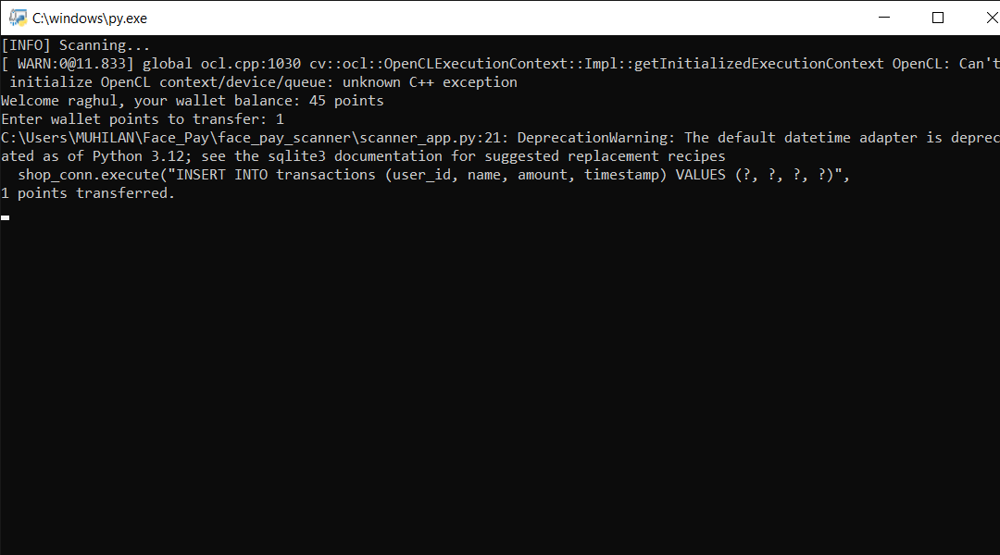 C:\windows\py.exe
[INFO] Scanning...
[ WARN:0@11.833] global ocl.cpp:1030 cv::ocl::OpenCLExecutionContext::Impl::getInitializedExecutionContext OpenCL: Can't
 initialize OpenCL context/device/queue: unknown C++ exception
Welcome raghul, your wallet balance: 45 points
Enter wallet points to transfer: 1
C:\Users\MUHILAN\Face_Pay\face_pay_scanner\scanner_app.py:21: DeprecationWarning: The default datetime adapter is deprec
ated as of Python 3.12; see the sqlite3 documentation for suggested replacement recipes
  shop_conn.execute("INSERT INTO transactions (user_id, name, amount, timestamp) VALUES (?, ?, ?, ?)",
1 points transferred.